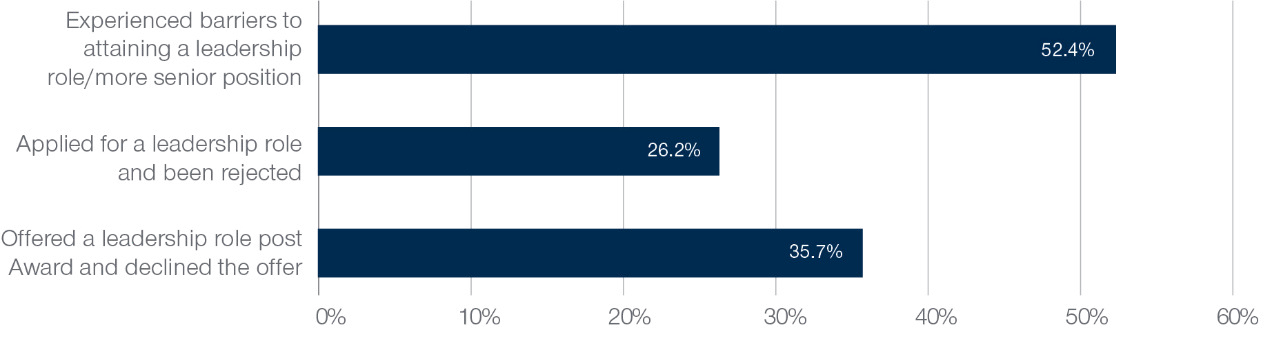 Experienced barriers to
attaining a leadership
role/more senior position
52.4%
Applied for a leadership role
and been rejected
26.2%
Offered a leadership role post
Award and declined the offer
35.7%
0% 10% 20% 30% 40% 50% 60%